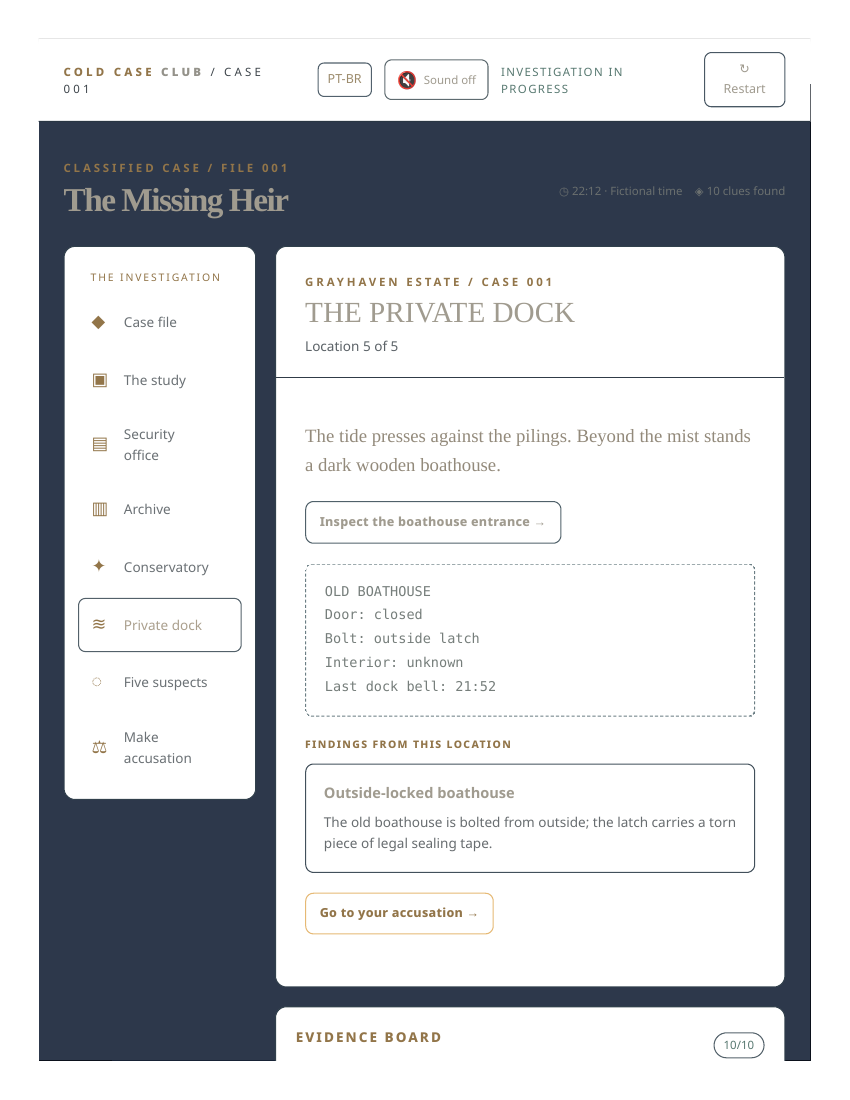 COLD CASE CLUB / CASE
001
PT-BR
Sound off
INVESTIGATION IN
PROGRESS
↻
Restart
CLASSIFIED CASE / FILE 001
The Missing Heir
◷ 22:12 · Fictional time ◈ 10 clues found
THE INVESTIGATION
Case file
The study
Security
office
Archive
Conservatory
Private dock
Five suspects
Make
accusation
GRAYHAVEN ESTATE / CASE 001
THE PRIVATE DOCK
Location 5 of 5
The tide presses against the pilings. Beyond the mist stands
a dark wooden boathouse.
Inspect the boathouse entrance →
OLD BOATHOUSE
Door: closed
Bolt: outside latch
Interior: unknown
Last dock bell: 21:52
FINDINGS FROM THIS LOCATION
Outside-locked boathouse
The old boathouse is bolted from outside; the latch carries a torn
piece of legal sealing tape.
Go to your accusation →
EVIDENCE BOARD
10/10